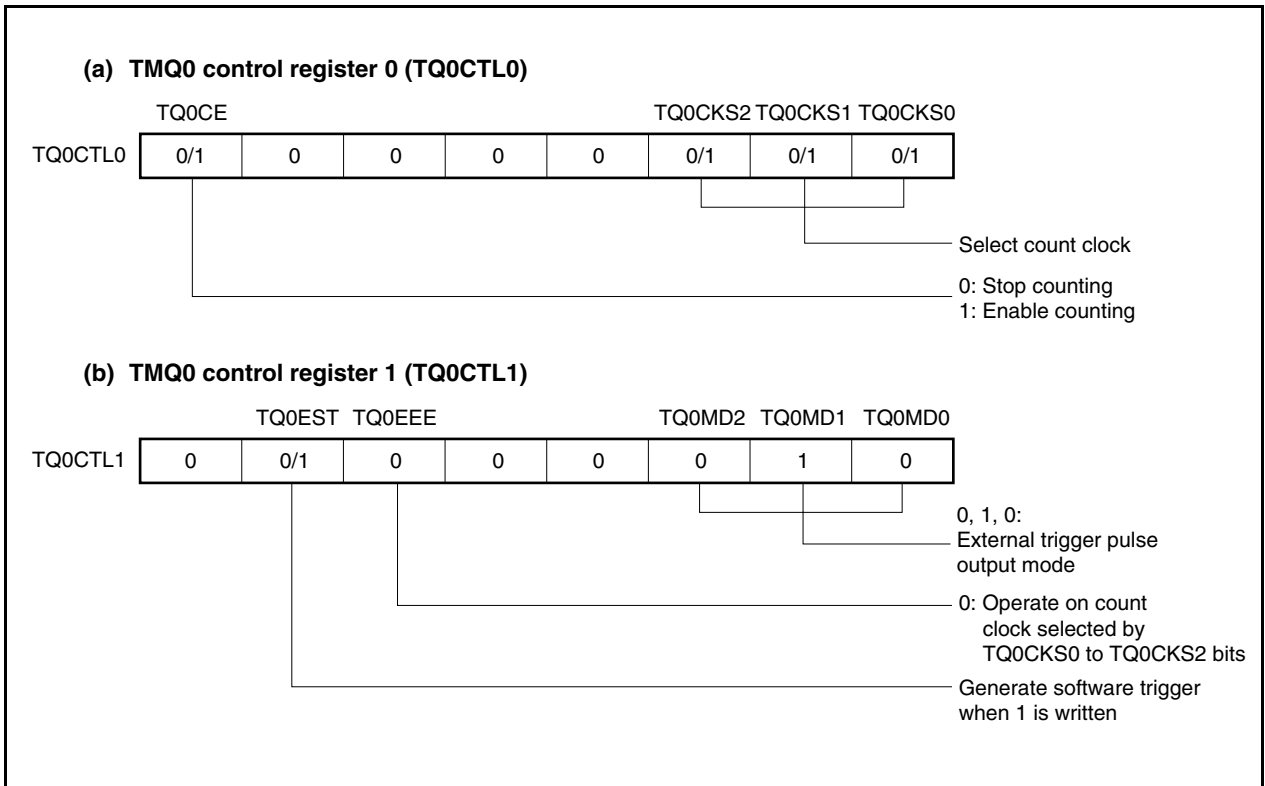 (a) TMQ0 control register 0 (TQ0CTL0)
TQ0CE TQ0CKS2 TQ0CKS1 TQ0CKS0
TQ0CTL0 0/1 0 0 0 0 0/1 0/1 0/1
Select count clock
0: Stop counting
1: Enable counting
(b) TMQ0 control register 1 (TQ0CTL1)
TQ0EST TQ0EEE TQ0MD2 TQ0MD1 TQ0MD0
TQ0CTL1 0 0/1 0 0 0 0 1 0
0, 1, 0:
External trigger pulse
output mode
0: Operate on count
clock selected by
TQ0CKS0 to TQ0CKS2 bits
Generate software trigger
when 1 is written